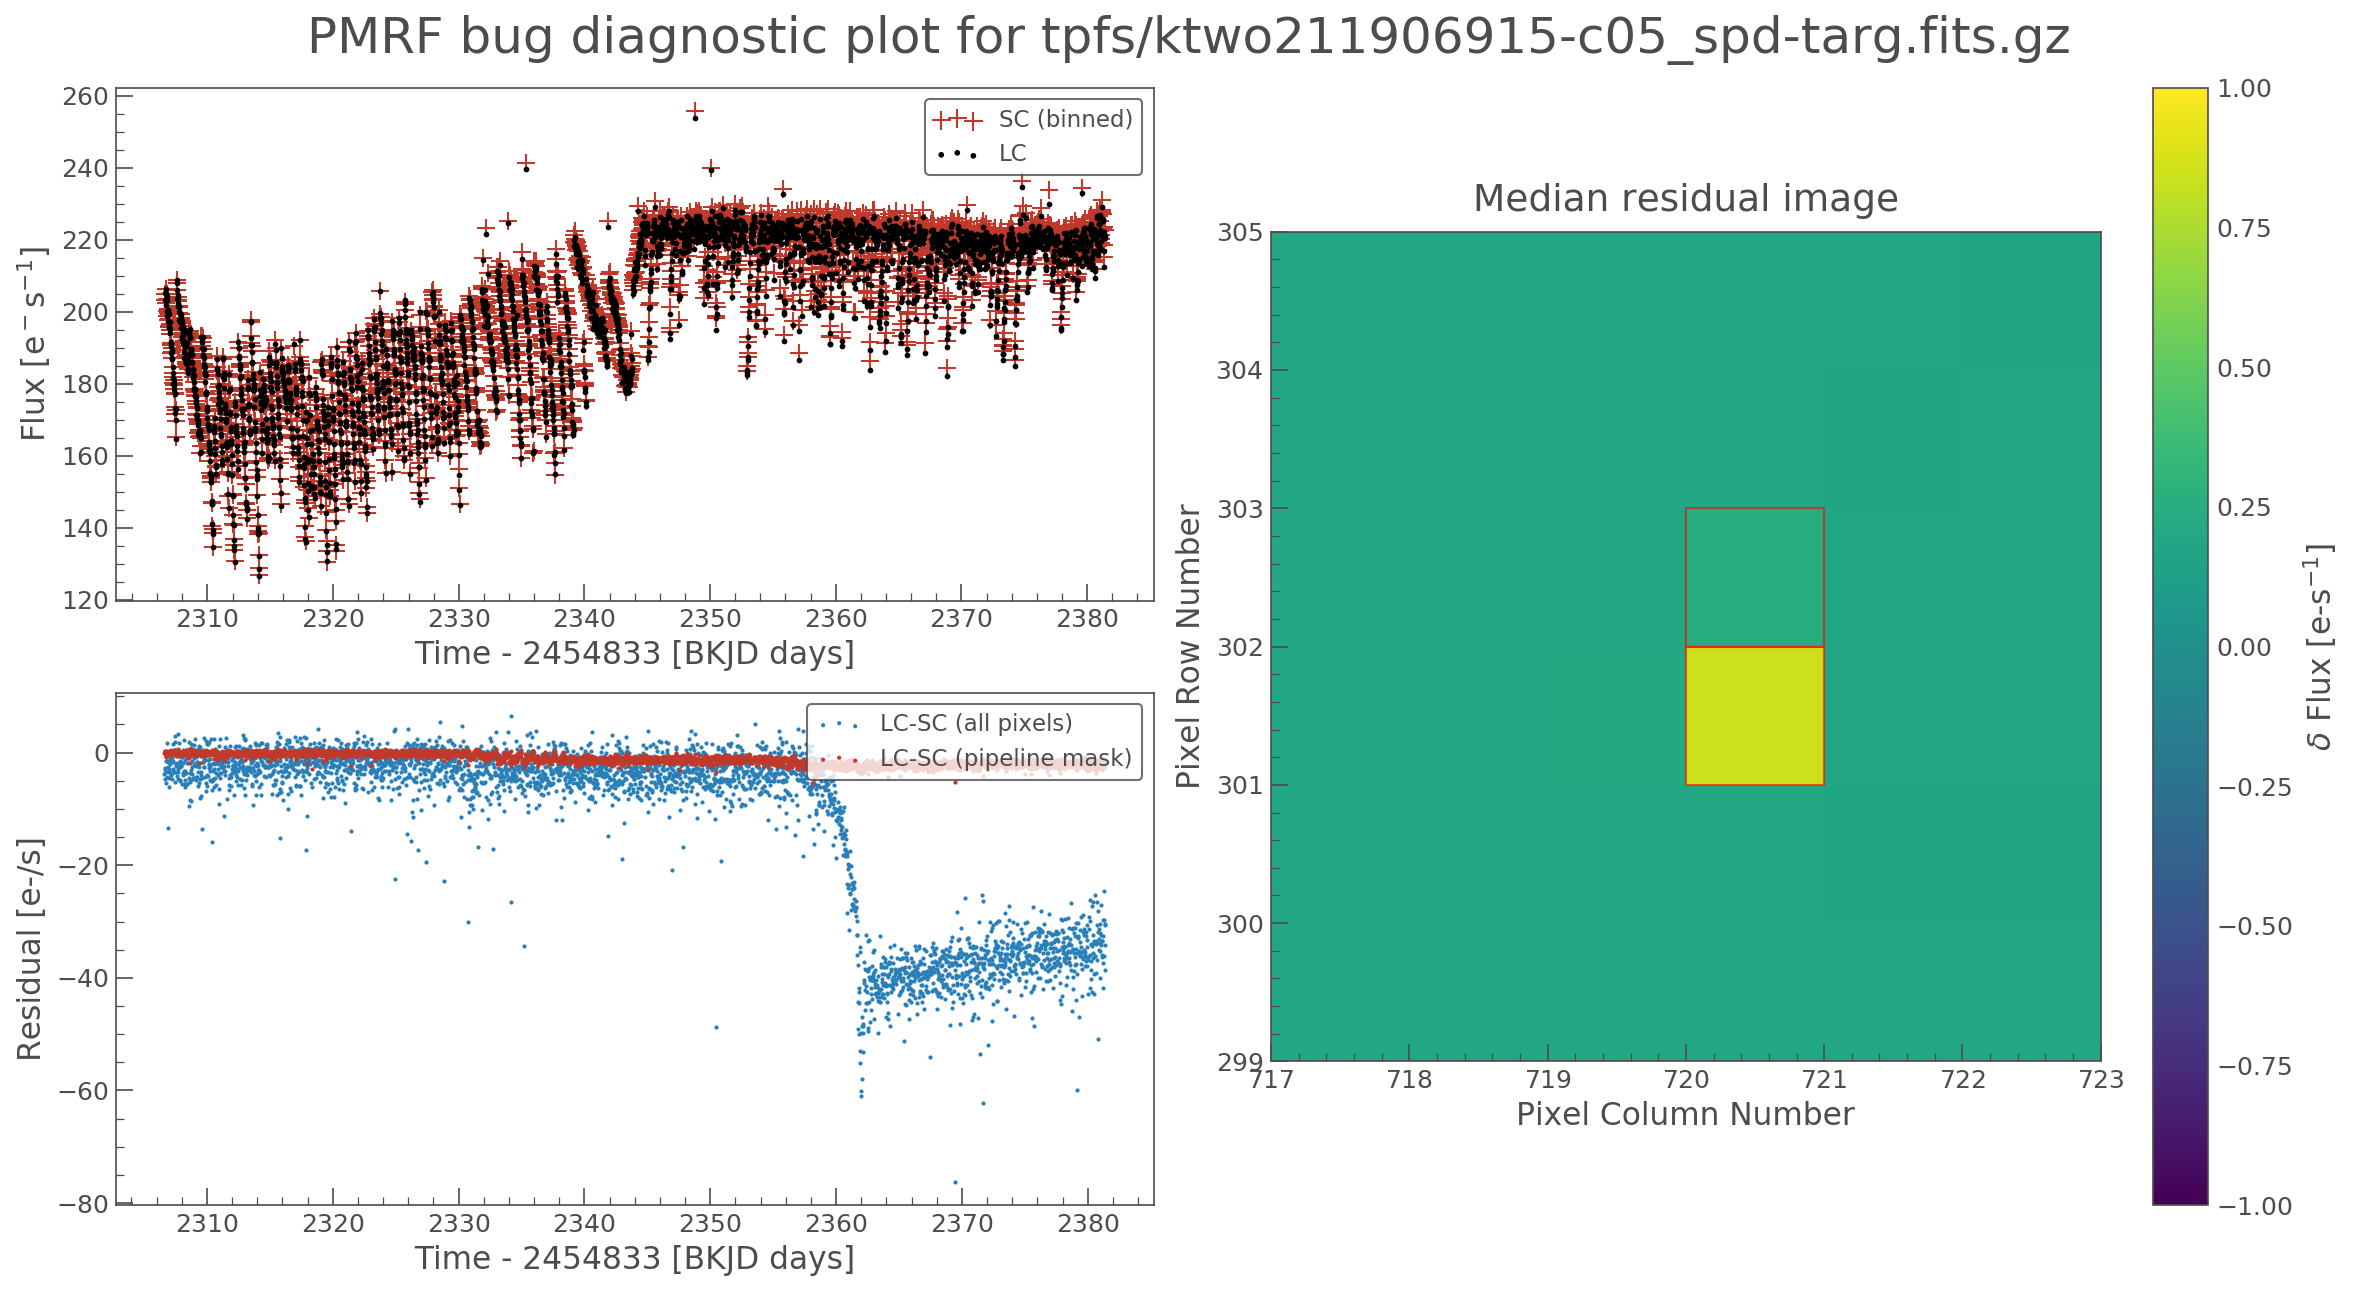 PMRF bug diagnostic plot for tpfs/ktwo211906915-c05_spd-targ.fits.gz
260
240
220
200
180
160
140
120
Flux [e⁻ s⁻¹]
SC (binned)
LC
2310 2320 2330 2340 2350 2360 2370 2380
Time - 2454833 [BKJD days]
0
−20
−40
−60
−80
Residual [e-/s]
LC-SC (all pixels)
LC-SC (pipeline mask)
2310 2320 2330 2340 2350 2360 2370 2380
Time - 2454833 [BKJD days]
Median residual image
305
304
303
302
301
300
299
Pixel Row Number
717 718 719 720 721 722 723
Pixel Column Number
1.00
0.75
0.50
0.25
0.00
−0.25
−0.50
−0.75
−1.00
δ Flux [e-s⁻¹]